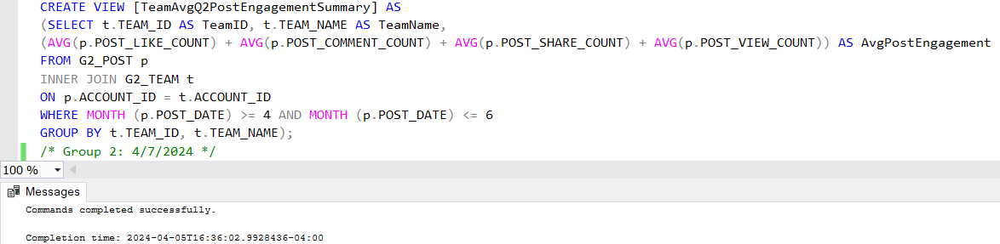 CREATE VIEW [TeamAvgQ2PostEngagementSummary] AS
(SELECT t.TEAM_ID AS TeamID, t.TEAM_NAME AS TeamName,
(AVG(p.POST_LIKE_COUNT) + AVG(p.POST_COMMENT_COUNT) + AVG(p.POST_SHARE_COUNT) + AVG(p.POST_VIEW_COUNT)) AS AvgPostEngagement
FROM G2_POST p
INNER JOIN G2_TEAM t
ON p.ACCOUNT_ID = t.ACCOUNT_ID
WHERE MONTH (p.POST_DATE) >= 4 AND MONTH (p.POST_DATE) <= 6
GROUP BY t.TEAM_ID, t.TEAM_NAME);
/* Group 2: 4/7/2024 */
100 %
Messages
Commands completed successfully.
Completion time: 2024-04-05T16:36:02.9928436-04:00